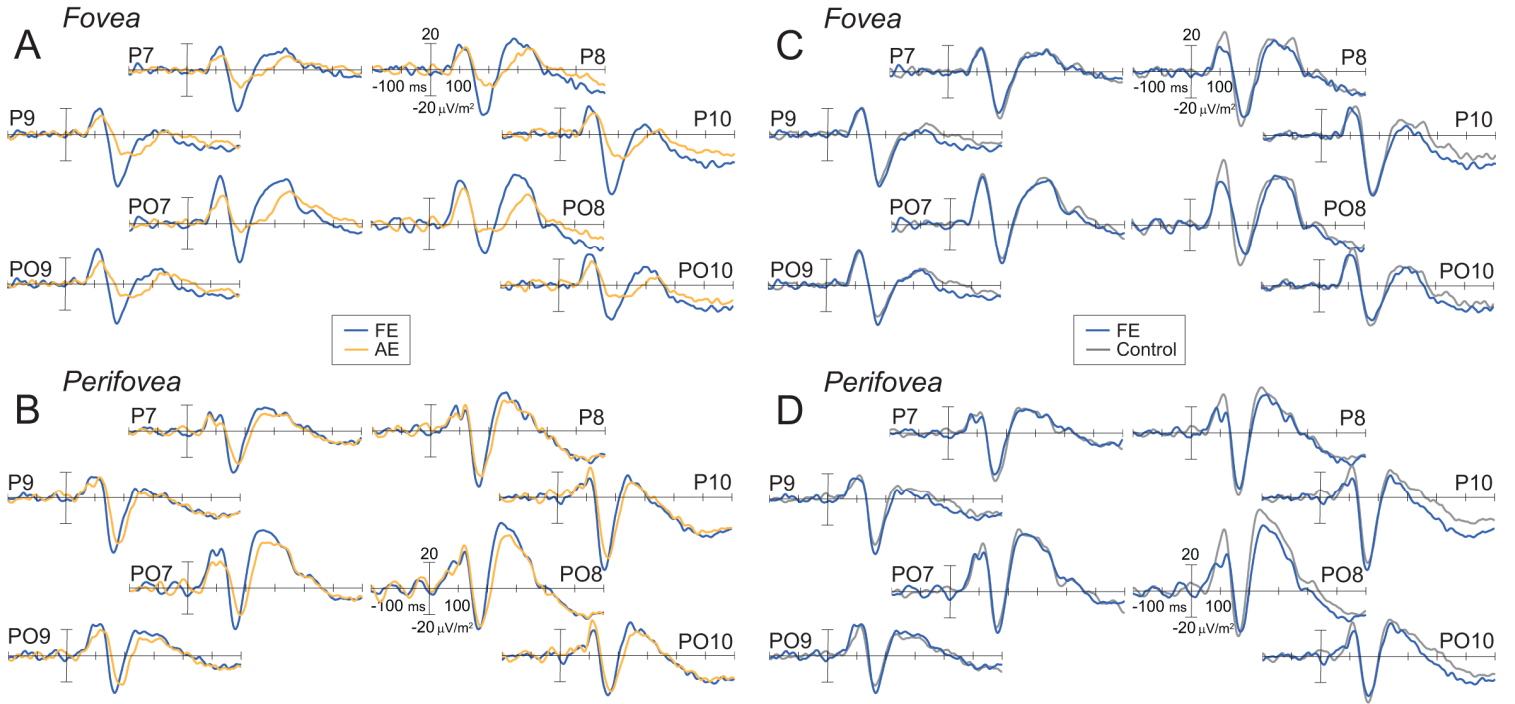 A
Fovea
P7
20
-100 ms
100
-20 µV/m²
P8
P9
P10
PO7
PO8
PO9
PO10
FE
AE
B
Perifovea
P7
P8
P9
P10
PO7
20
-100 ms
100
-20 µV/m²
PO8
PO9
PO10
C
Fovea
P7
20
-100 ms
100
-20 µV/m²
P8
P9
P10
PO7
PO8
PO9
PO10
FE
Control
D
Perifovea
P7
P8
P9
P10
PO7
20
-100 ms
100
-20 µV/m²
PO8
PO9
PO10